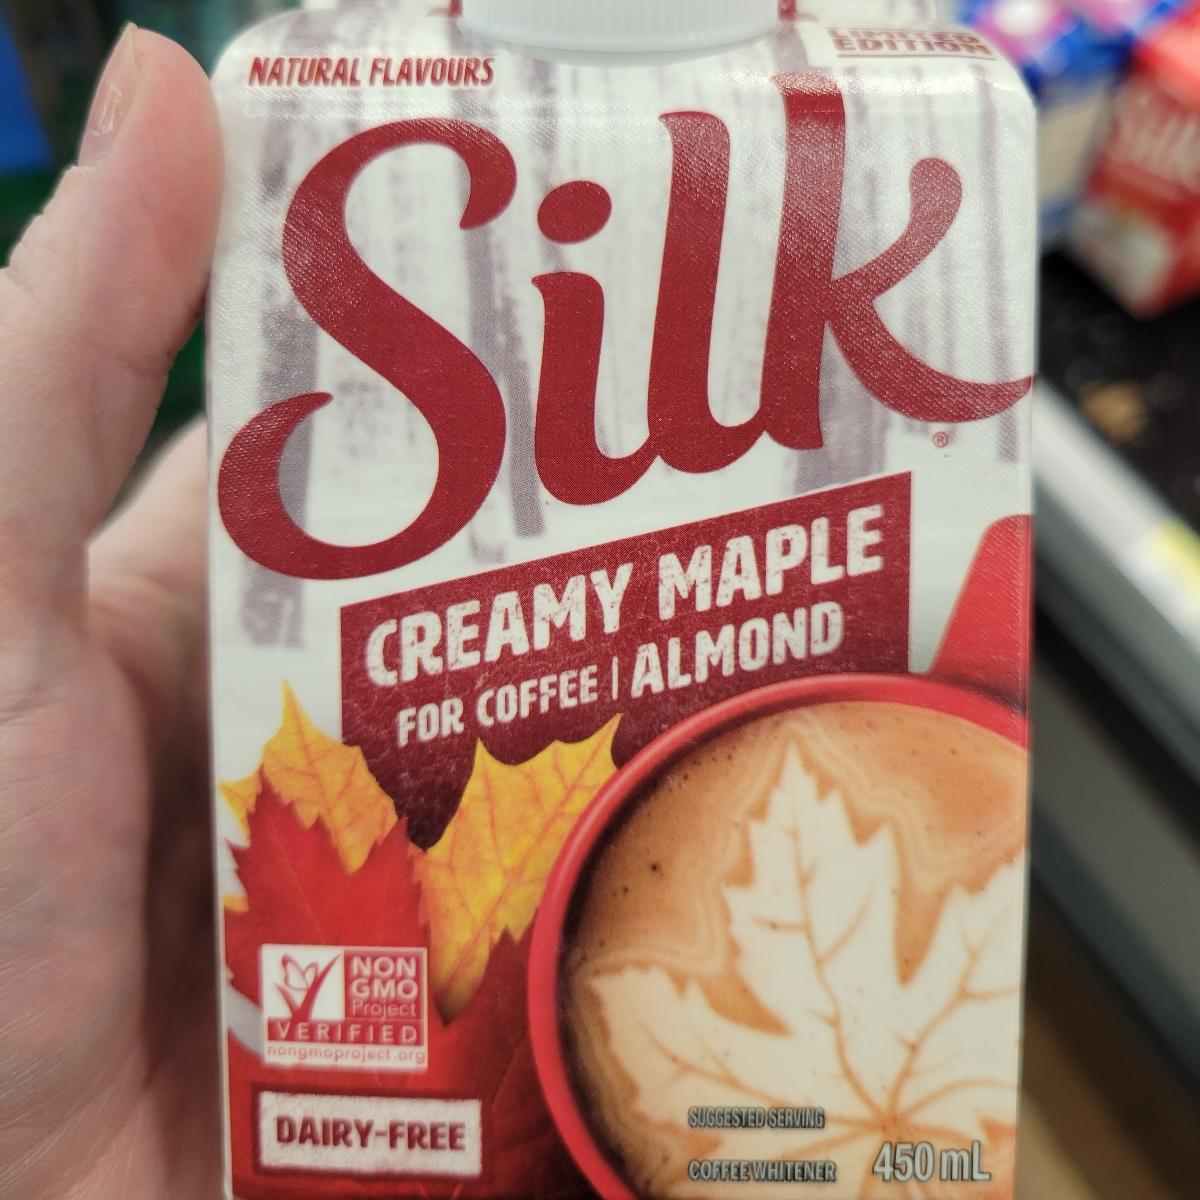 LIMITED
EDITION
NATURAL FLAVOURS
Silk
®
CREAMY MAPLE
FOR COFFEE | ALMOND
NON
GMO
Project
VERIFIED
nongmoproject.org
DAIRY-FREE
SUGGESTED SERVING
COFFEE WHITENER
450 mL
Silk